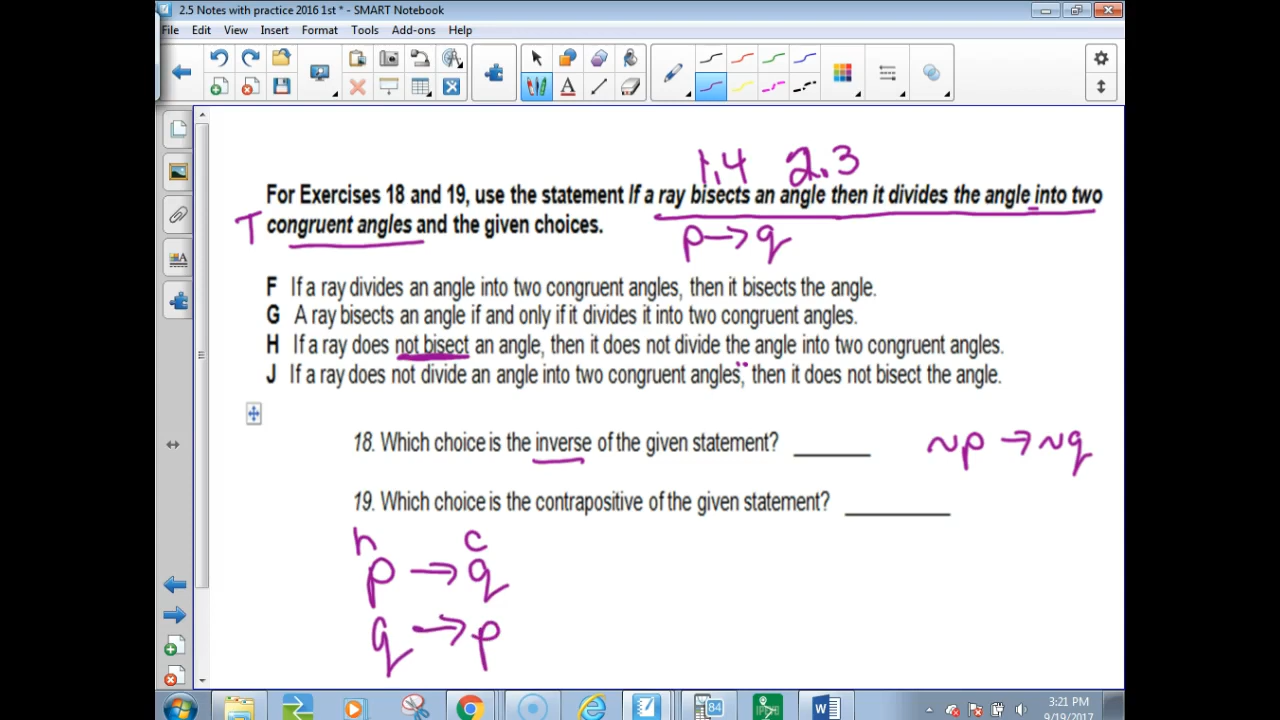 2.5 Notes with practice 2016 1st * - SMART Notebook
File Edit View Insert Format Tools Add-ons Help
1,4 2,3
For Exercises 18 and 19, use the statement If a ray bisects an angle then it divides the angle into two
T congruent angles and the given choices.
p → q
F If a ray divides an angle into two congruent angles, then it bisects the angle.
G A ray bisects an angle if and only if it divides it into two congruent angles.
H If a ray does not bisect an angle, then it does not divide the angle into two congruent angles.
J If a ray does not divide an angle into two congruent angles, then it does not bisect the angle.
18. Which choice is the inverse of the given statement? ________ ~p → ~q
19. Which choice is the contrapositive of the given statement? ________
h c
p → q
q → p
84
3:21 PM
9/19/2017